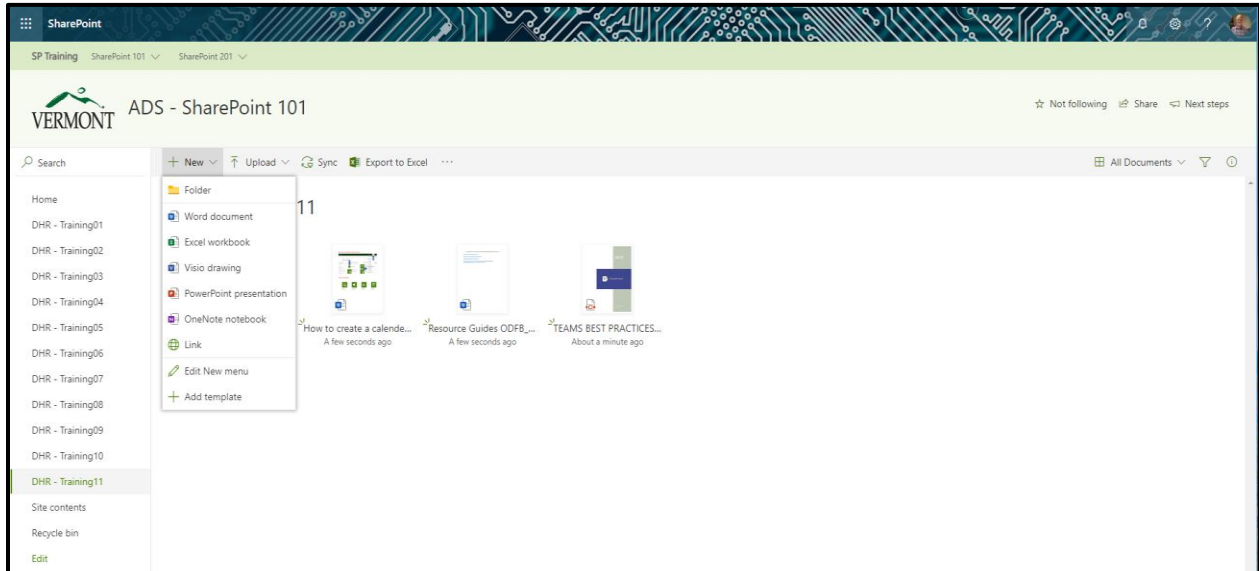 SharePoint
SP Training SharePoint 101 SharePoint 201
VERMONT
ADS - SharePoint 101
Not following Share Next steps
Search
New Upload Sync Export to Excel ...
All Documents
Home
DHR - Training01
DHR - Training02
DHR - Training03
DHR - Training04
DHR - Training05
DHR - Training06
DHR - Training07
DHR - Training08
DHR - Training09
DHR - Training10
DHR - Training11
Site contents
Recycle bin
Edit
Folder
Word document
Excel workbook
Visio drawing
PowerPoint presentation
OneNote notebook
Link
Edit New menu
Add template
11
How to create a calende...
A few seconds ago
Resource Guides ODFB_...
A few seconds ago
TEAMS BEST PRACTICES...
About a minute ago